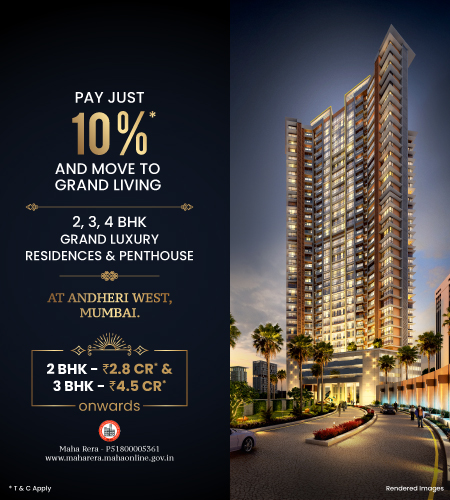 PAY JUST
10%*
AND MOVE TO
GRAND LIVING
2, 3, 4 BHK
GRAND LUXURY
RESIDENCES & PENTHOUSE
AT ANDHERI WEST,
MUMBAI.
2 BHK - ₹2.8 CR* &
3 BHK - ₹4.5 CR*
onwards
Maha Rera - P51800005361
www.maharera.mahaonline.gov.in
* T & C Apply
Rendered Images